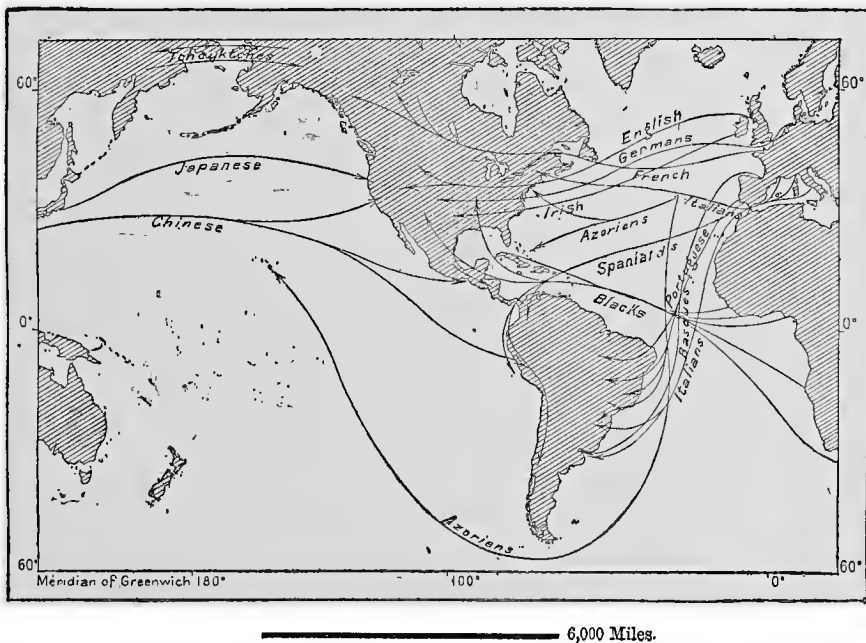 Tchouktches
60°
60°
English
Germans
French
Japanese
Italians
Irish
Chinese
Azoriens
Spaniards
Portuguese
Blacks
Basques
0°
0°
Italians
Azoriens
60°
60°
Meridian of Greenwich 180°
100°
0°
6,000 Miles.